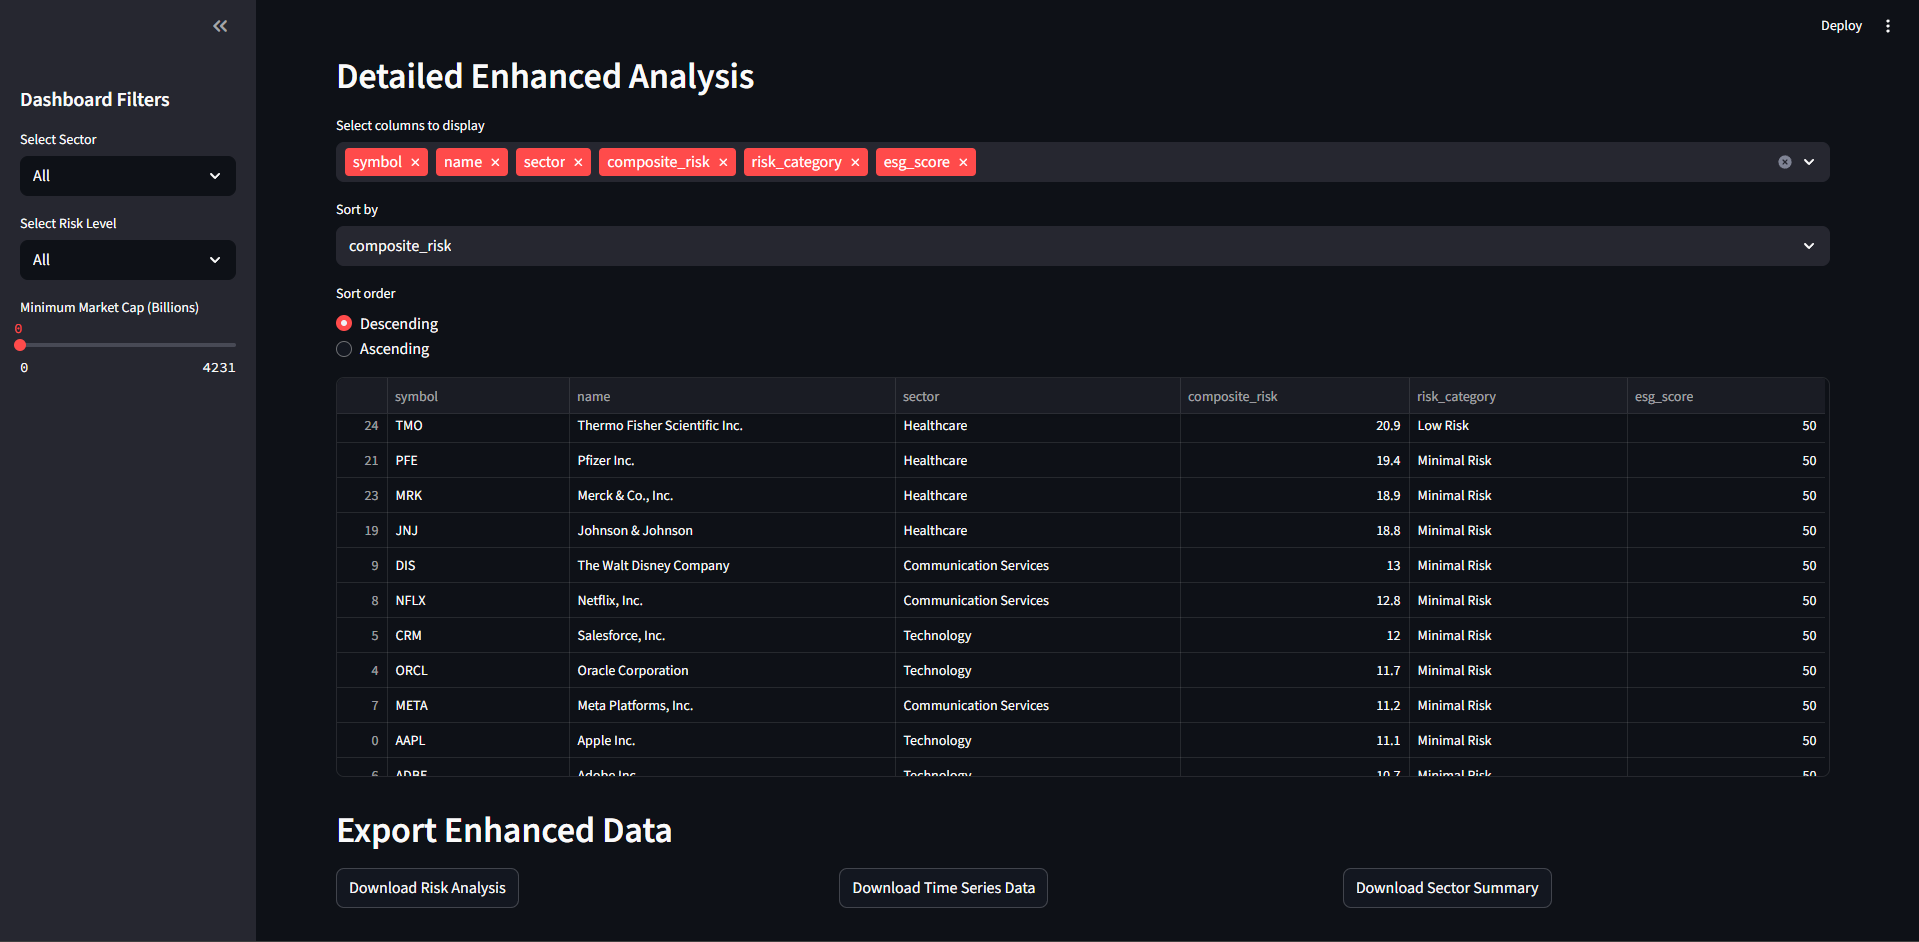 Deploy
Dashboard Filters
Select Sector
All
Select Risk Level
All
Minimum Market Cap (Billions)
0
0 4231
Detailed Enhanced Analysis
Select columns to display
symbol name sector composite_risk risk_category esg_score
Sort by
composite_risk
Sort order
Descending
Ascending
symbol name sector composite_risk risk_category esg_score
24 TMO Thermo Fisher Scientific Inc. Healthcare 20.9 Low Risk 50
21 PFE Pfizer Inc. Healthcare 19.4 Minimal Risk 50
23 MRK Merck & Co., Inc. Healthcare 18.9 Minimal Risk 50
19 JNJ Johnson & Johnson Healthcare 18.8 Minimal Risk 50
9 DIS The Walt Disney Company Communication Services 13 Minimal Risk 50
8 NFLX Netflix, Inc. Communication Services 12.8 Minimal Risk 50
5 CRM Salesforce, Inc. Technology 12 Minimal Risk 50
4 ORCL Oracle Corporation Technology 11.7 Minimal Risk 50
7 META Meta Platforms, Inc. Communication Services 11.2 Minimal Risk 50
0 AAPL Apple Inc. Technology 11.1 Minimal Risk 50
6 ADBE Adobe Inc. Technology 10.7 Minimal Risk 50
Export Enhanced Data
Download Risk Analysis
Download Time Series Data
Download Sector Summary